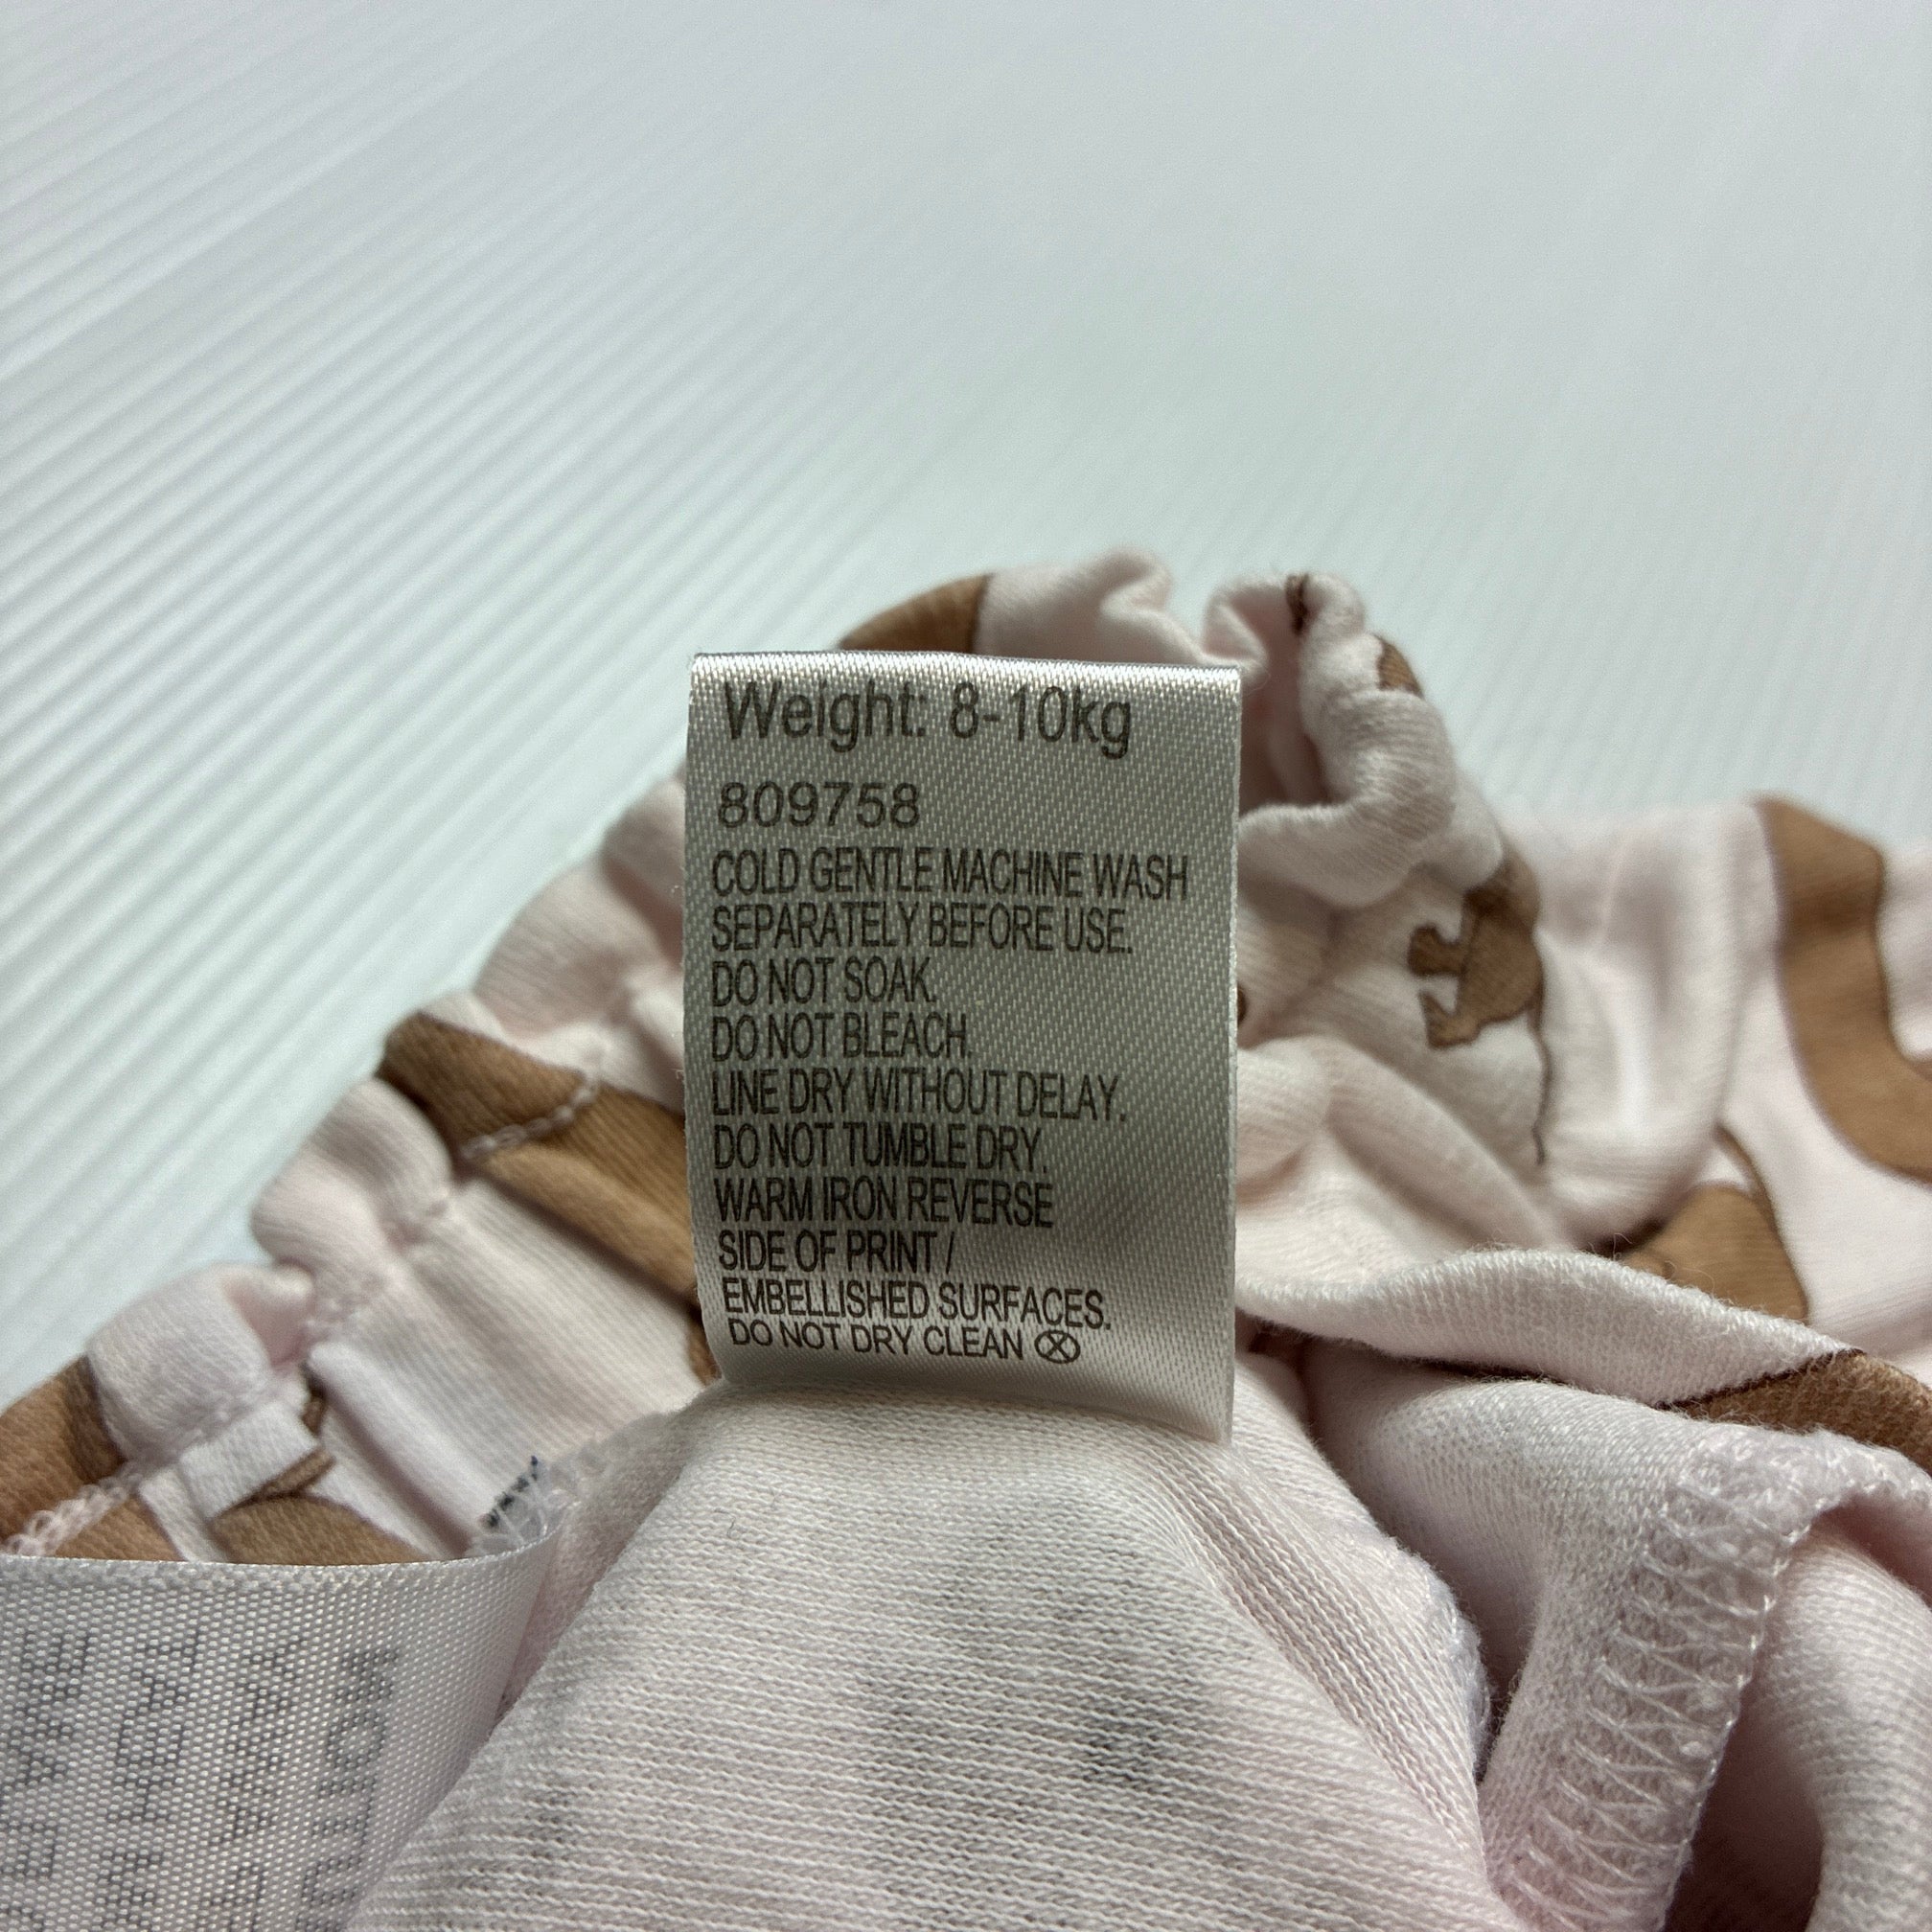 Weight: 8-10kg
809758
COLD GENTLE MACHINE WASH
SEPARATELY BEFORE USE.
DO NOT SOAK.
DO NOT BLEACH.
LINE DRY WITHOUT DELAY.
DO NOT TUMBLE DRY.
WARM IRON REVERSE
SIDE OF PRINT /
EMBELLISHED SURFACES.
DO NOT DRY CLEAN